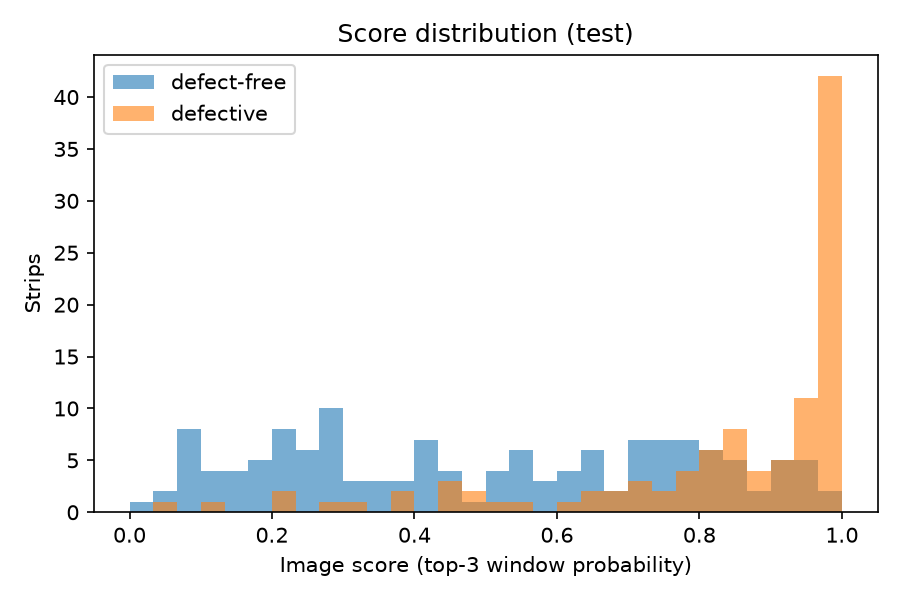 Score distribution (test)
defect-free
defective
40
35
30
25
20
15
10
5
0
Strips
0.0 0.2 0.4 0.6 0.8 1.0
Image score (top-3 window probability)